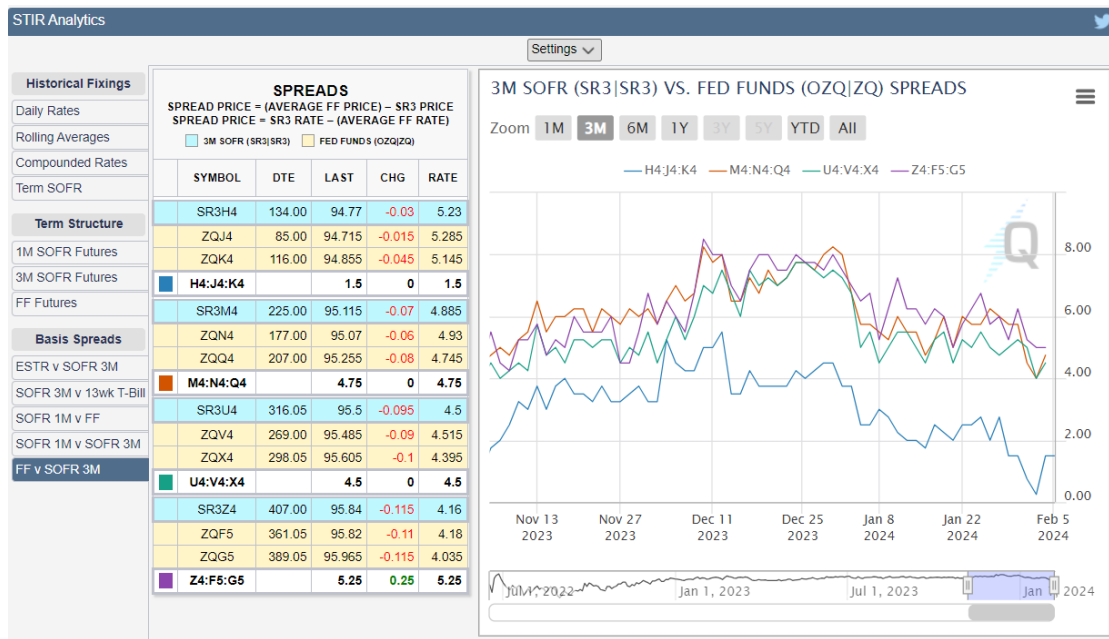 STIR Analytics
Settings
Historical Fixings
Daily Rates
Rolling Averages
Compounded Rates
Term SOFR
Term Structure
1M SOFR Futures
3M SOFR Futures
FF Futures
Basis Spreads
ESTR v SOFR 3M
SOFR 3M v 13wk T-Bill
SOFR 1M v FF
SOFR 1M v SOFR 3M
FF v SOFR 3M
SPREADS
SPREAD PRICE = (AVERAGE FF PRICE) – SR3 PRICE
SPREAD PRICE = SR3 RATE – (AVERAGE FF RATE)
3M SOFR (SR3|SR3) FED FUNDS (OZQ|ZQ)
SYMBOL DTE LAST CHG RATE
SR3H4 134.00 94.77 -0.03 5.23
ZQJ4 85.00 94.715 -0.015 5.285
ZQK4 116.00 94.855 -0.045 5.145
H4:J4:K4 1.5 0 1.5
SR3M4 225.00 95.115 -0.07 4.885
ZQN4 177.00 95.07 -0.06 4.93
ZQQ4 207.00 95.255 -0.08 4.745
M4:N4:Q4 4.75 0 4.75
SR3U4 316.05 95.5 -0.095 4.5
ZQV4 269.00 95.485 -0.09 4.515
ZQX4 298.05 95.605 -0.1 4.395
U4:V4:X4 4.5 0 4.5
SR3Z4 407.00 95.84 -0.115 4.16
ZQF5 361.05 95.82 -0.11 4.18
ZQG5 389.05 95.965 -0.115 4.035
Z4:F5:G5 5.25 0.25 5.25
3M SOFR (SR3|SR3) VS. FED FUNDS (OZQ|ZQ) SPREADS
Zoom 1M 3M 6M 1Y 3Y 5Y YTD All
H4:J4:K4 M4:N4:Q4 U4:V4:X4 Z4:F5:G5
Q
8.00
6.00
4.00
2.00
0.00
Nov 13 Nov 27 Dec 11 Dec 25 Jan 8 Jan 22 Feb 5
2023 2023 2023 2023 2024 2024 2024
Jul 1, 2022 Jan 1, 2023 Jul 1, 2023 Jan 2024